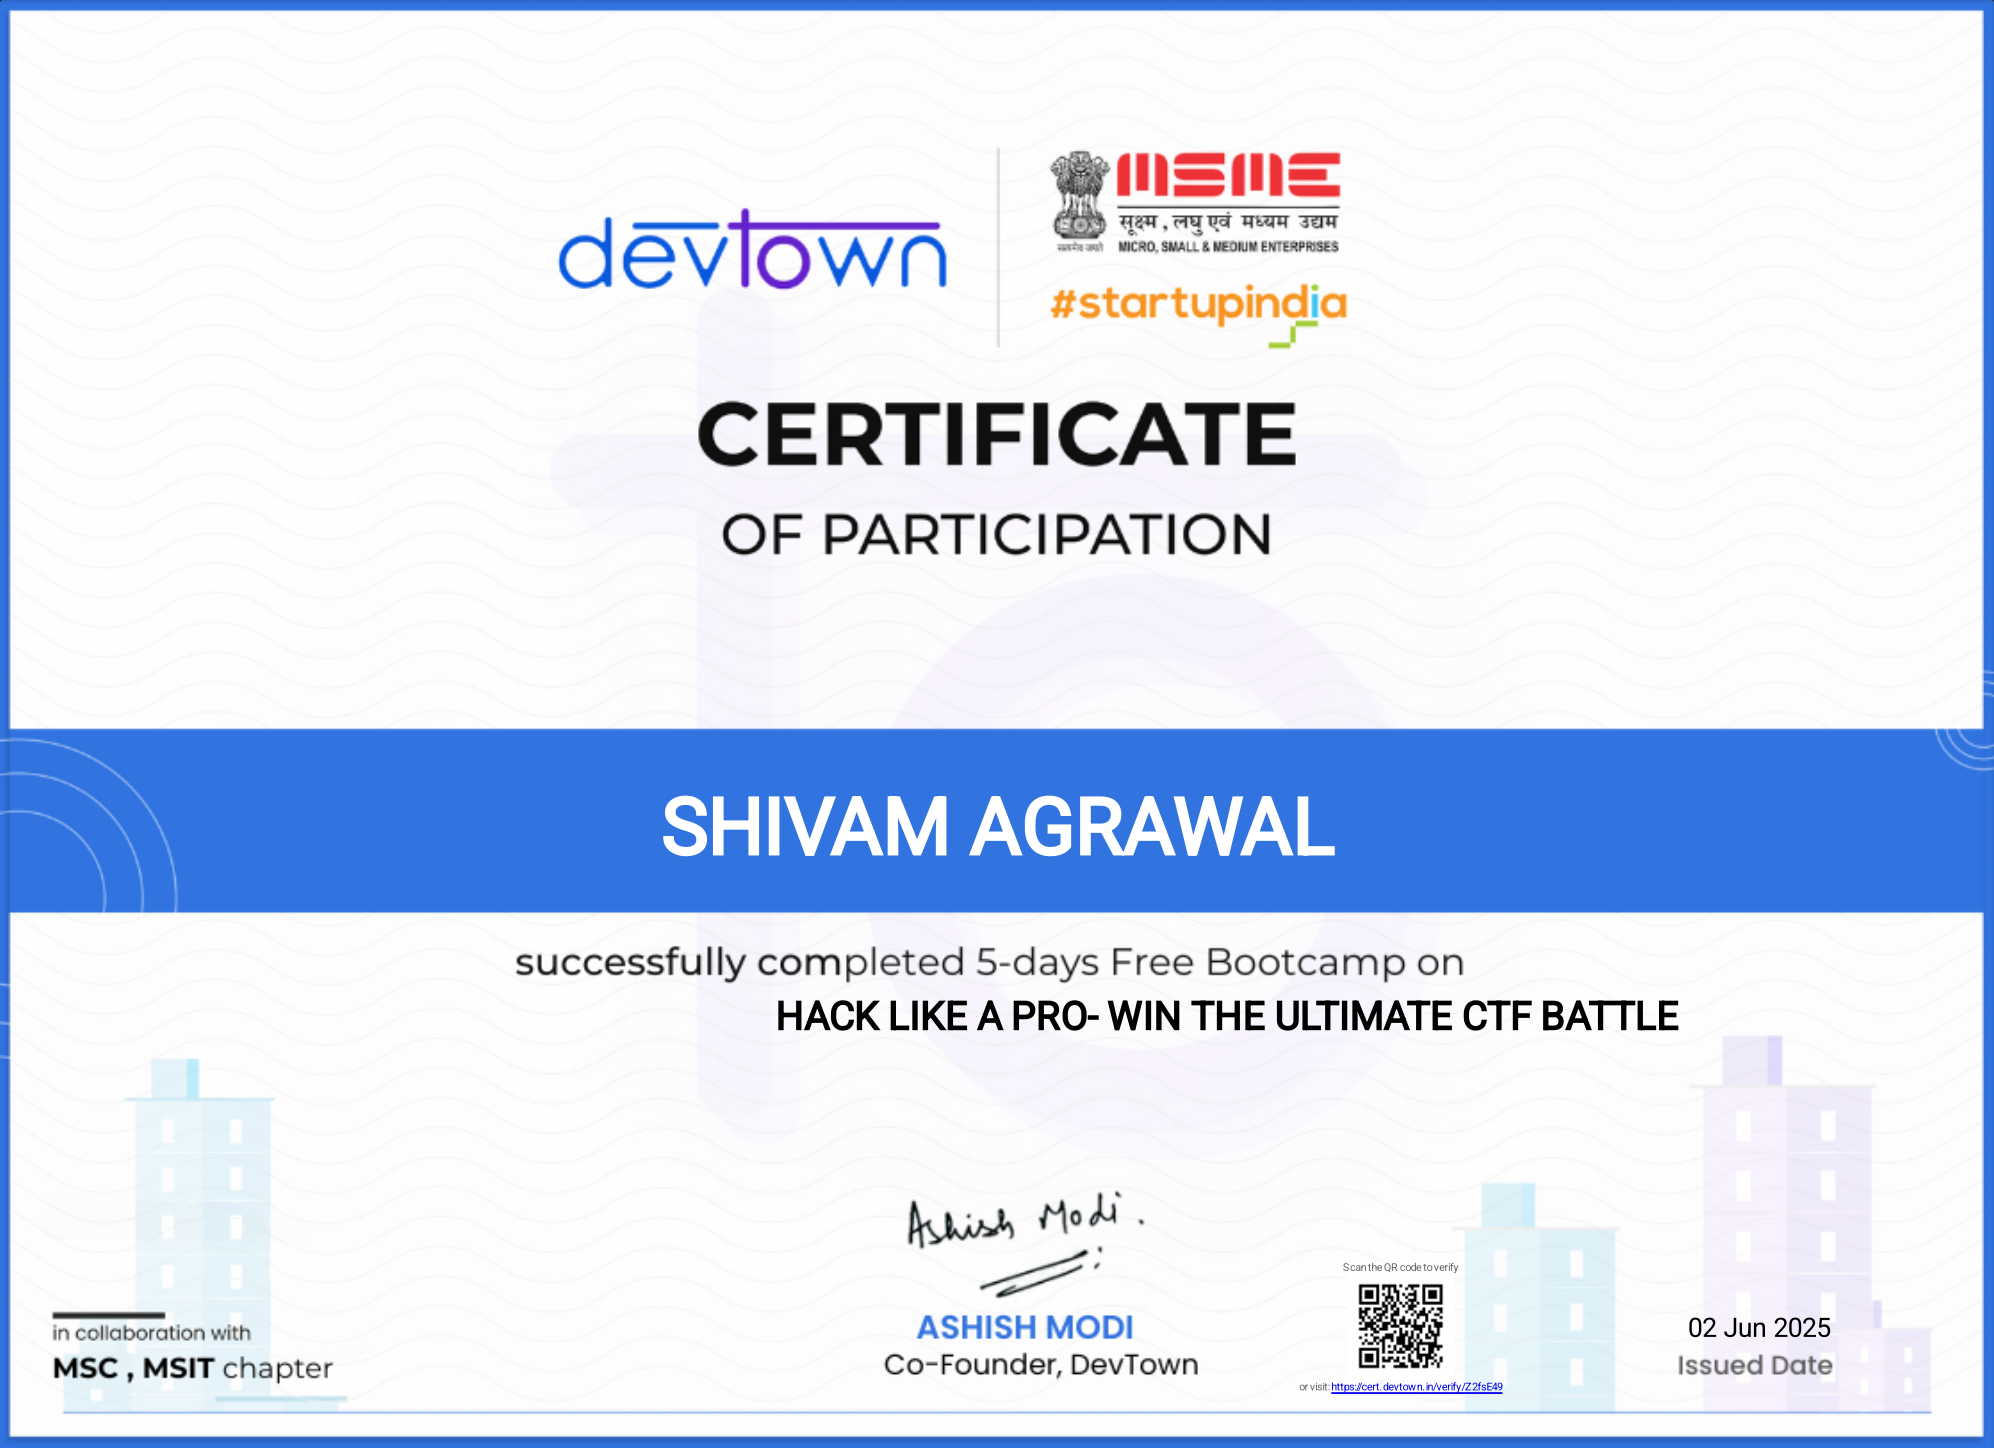 devtown
MSME
सूक्ष्म, लघु एवं मध्यम उद्यम
सत्यमेव जयते
MICRO, SMALL & MEDIUM ENTERPRISES
#startupindia
CERTIFICATE
OF PARTICIPATION
SHIVAM AGRAWAL
successfully completed 5-days Free Bootcamp on
HACK LIKE A PRO- WIN THE ULTIMATE CTF BATTLE
Ashish Modi.
in collaboration with
MSC , MSIT chapter
ASHISH MODI
Co-Founder, DevTown
Scan the QR code to verify
or visit: https://cert.devtown.in/verify/Z2fsE49
02 Jun 2025
Issued Date